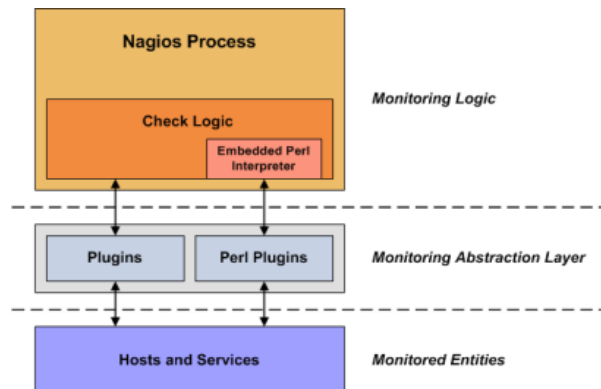 Nagios Process
Monitoring Logic
Check Logic
Embedded Perl
Interpreter
Plugins
Perl Plugins
Monitoring Abstraction Layer
Hosts and Services
Monitored Entities